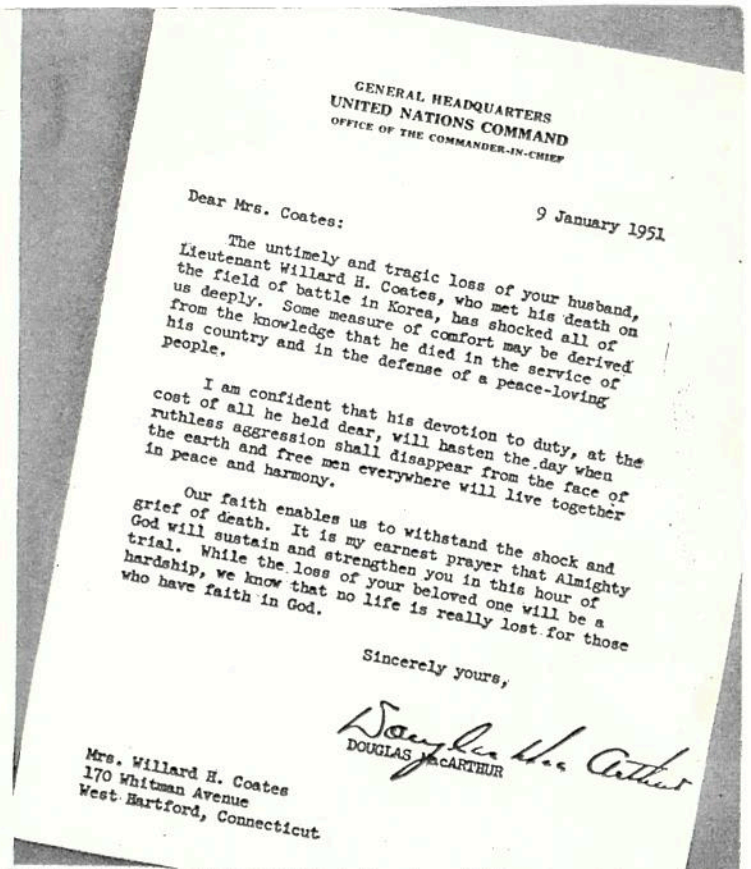 GENERAL HEADQUARTERS
UNITED NATIONS COMMAND
OFFICE OF THE COMMANDER-IN-CHIEF
9 January 1951
Dear Mrs. Coates:
The untimely and tragic loss of your husband,
Lieutenant Willard H. Coates, who met his death on
the field of battle in Korea, has shocked all of
us deeply. Some measure of comfort may be derived
from the knowledge that he died in the service of
his country and in the defense of a peace-loving
people.
I am confident that his devotion to duty, at the
cost of all he held dear, will hasten the day when
ruthless aggression shall disappear from the face of
the earth and free men everywhere will live together
in peace and harmony.
Our faith enables us to withstand the shock and
grief of death. It is my earnest prayer that Almighty
God will sustain and strengthen you in this hour of
trial. While the loss of your beloved one will be a
hardship, we know that no life is really lost for those
who have faith in God.
Sincerely yours,
Douglas MacArthur
DOUGLAS MacARTHUR
Mrs. Willard H. Coates
170 Whitman Avenue
West Hartford, Connecticut